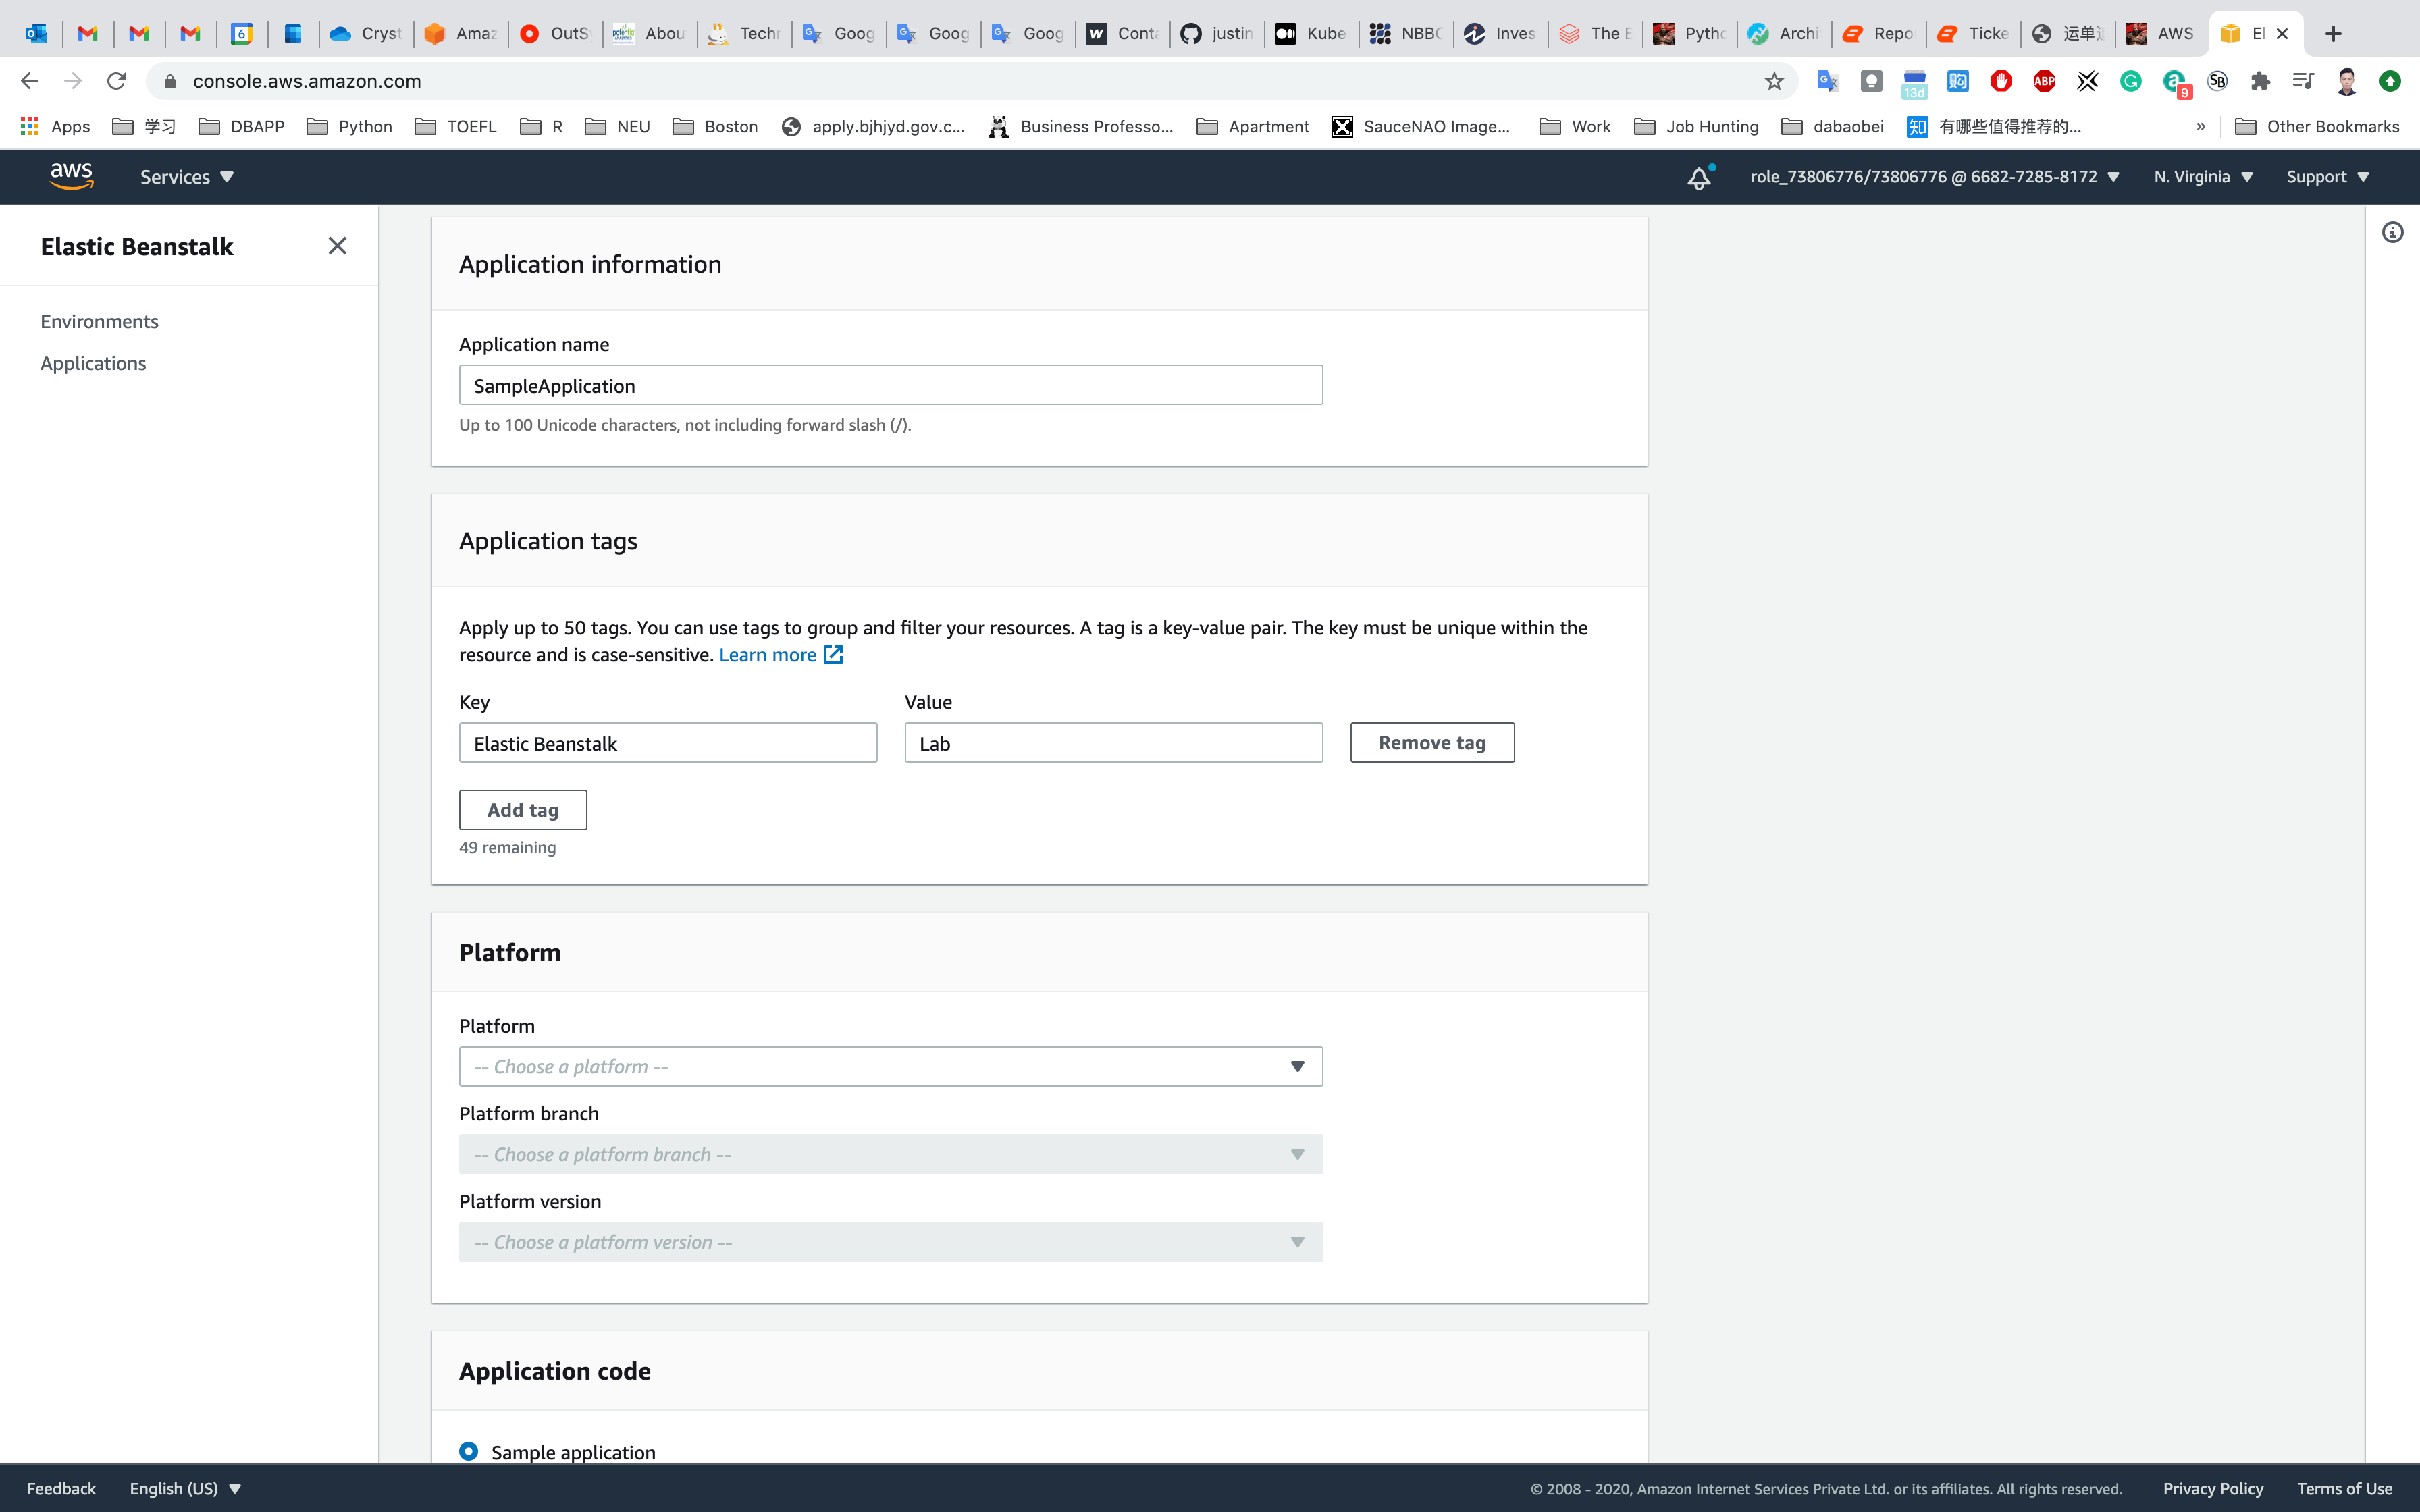 Cryst
Amaz
OutS
Abou
Techn
Goog
Goog
Goog
Conta
justin
Kube
NBBC
Inves
The E
Pytho
Archi
Repo
Ticke
运单追
AWS
El
console.aws.amazon.com
13d
ABP
9
SB
Apps
学习
DBAPP
Python
TOEFL
R
NEU
Boston
apply.bjhjyd.gov.c...
Business Professo...
Apartment
SauceNAO Image...
Work
Job Hunting
dabaobei
知 有哪些值得推荐的...
»
Other Bookmarks
aws
Services
role_73806776/73806776 @ 6682-7285-8172
N. Virginia
Support
Elastic Beanstalk
Environments
Applications
Application information
Application name
SampleApplication
Up to 100 Unicode characters, not including forward slash (/).
Application tags
Apply up to 50 tags. You can use tags to group and filter your resources. A tag is a key-value pair. The key must be unique within the
resource and is case-sensitive. Learn more
Key
Value
Elastic Beanstalk
Lab
Remove tag
Add tag
49 remaining
Platform
Platform
-- Choose a platform --
Platform branch
-- Choose a platform branch --
Platform version
-- Choose a platform version --
Application code
Sample application
Feedback
English (US)
© 2008 - 2020, Amazon Internet Services Private Ltd. or its affiliates. All rights reserved.
Privacy Policy
Terms of Use